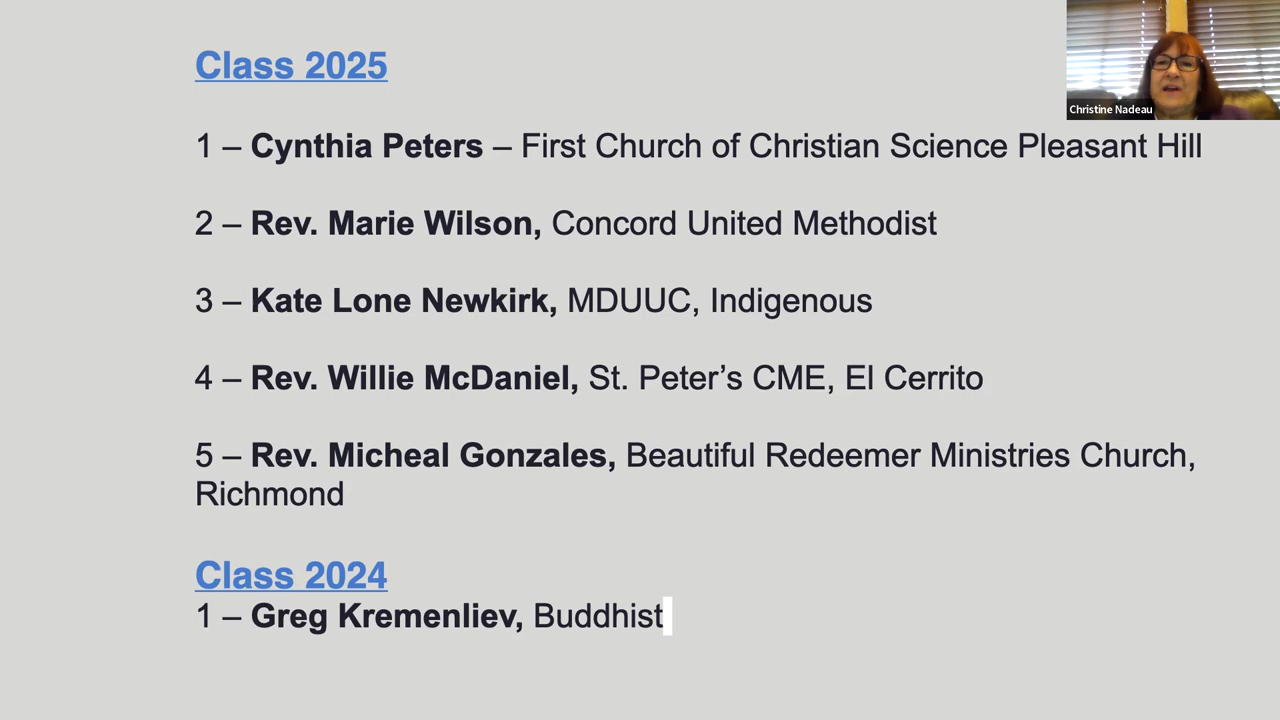 Class 2025
Christine Nadeau
1 – Cynthia Peters – First Church of Christian Science Pleasant Hill
2 – Rev. Marie Wilson, Concord United Methodist
3 – Kate Lone Newkirk, MDUUC, Indigenous
4 – Rev. Willie McDaniel, St. Peter’s CME, El Cerrito
5 – Rev. Micheal Gonzales, Beautiful Redeemer Ministries Church,
Richmond
Class 2024
1 – Greg Kremenliev, Buddhist